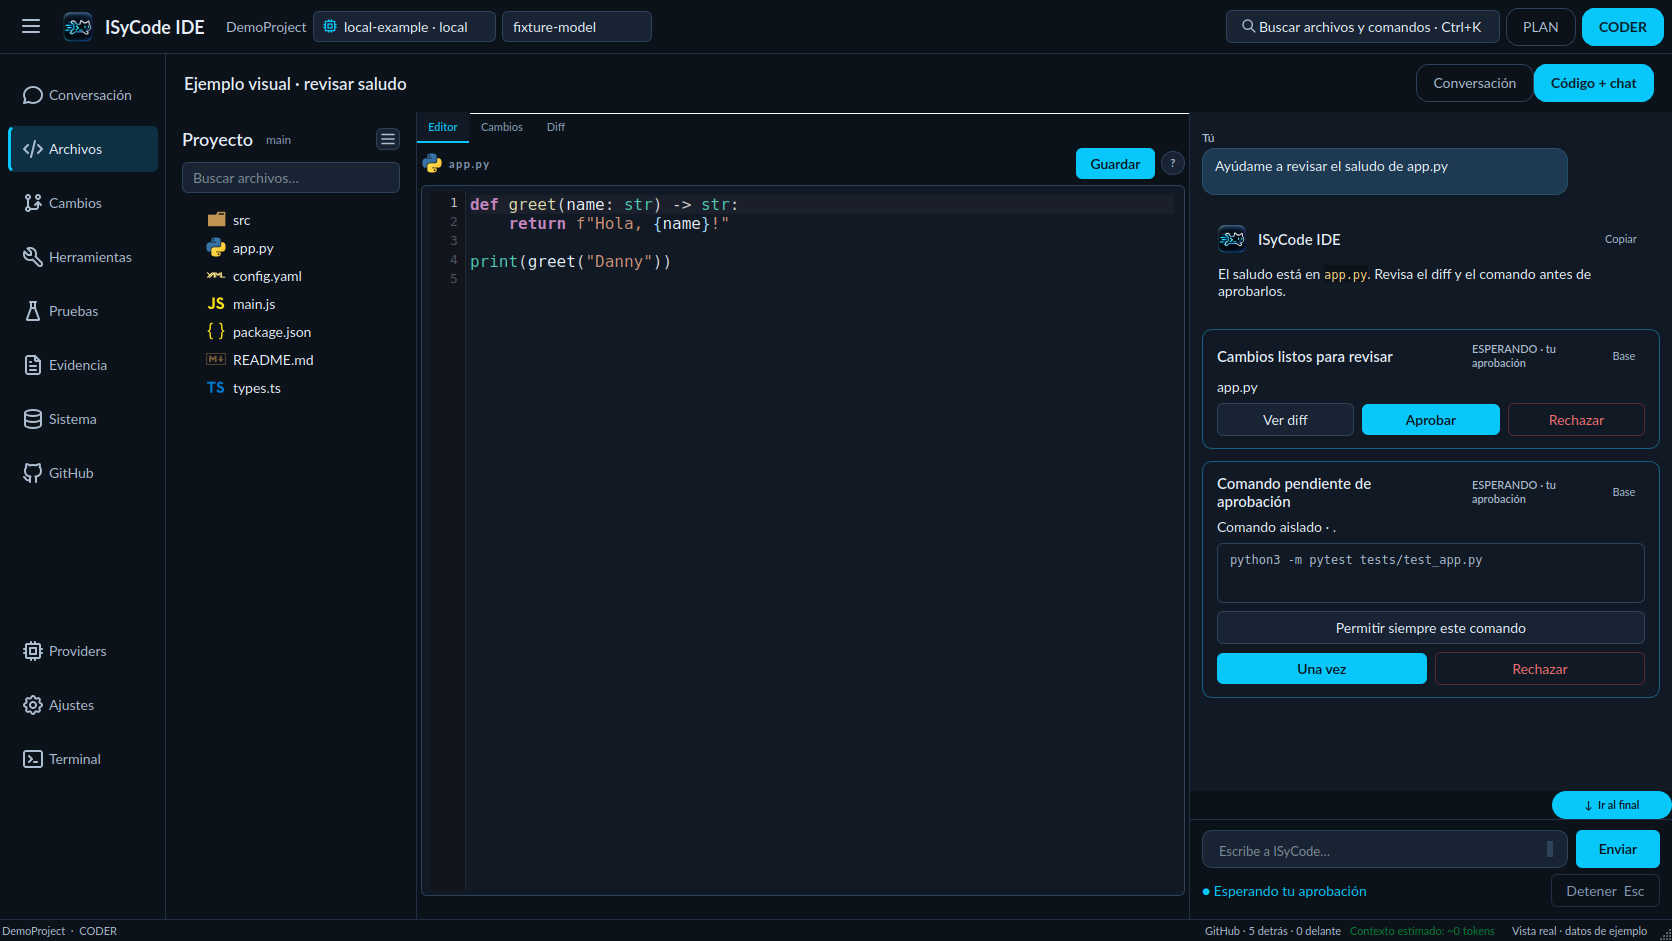 ISyCode IDE
DemoProject
local-example · local
fixture-model
Buscar archivos y comandos · Ctrl+K
PLAN
CODER
Conversación
Archivos
Cambios
Herramientas
Pruebas
Evidencia
Sistema
GitHub
Providers
Ajustes
Terminal
Ejemplo visual · revisar saludo
Conversación
Código + chat
Proyecto main
Buscar archivos...
src
app.py
YML config.yaml
JS main.js
{ } package.json
M↓ README.md
TS types.ts
Editor
Cambios
Diff
app.py
Guardar
?
1 def greet(name: str) -> str:
2     return f"Hola, {name}!"
3
4 print(greet("Danny"))
5
Tú
Ayúdame a revisar el saludo de app.py
ISyCode IDE
Copiar
El saludo está en app.py. Revisa el diff y el comando antes de
aprobarlos.
Cambios listos para revisar
ESPERANDO · tu
aprobación
Base
app.py
Ver diff
Aprobar
Rechazar
Comando pendiente de
aprobación
ESPERANDO · tu
aprobación
Base
Comando aislado · .
python3 -m pytest tests/test_app.py
Permitir siempre este comando
Una vez
Rechazar
↓ Ir al final
Escribe a ISyCode...
Enviar
● Esperando tu aprobación
Detener Esc
DemoProject · CODER
GitHub · 5 detrás · 0 delante
Contexto estimado: ~0 tokens
Vista real · datos de ejemplo